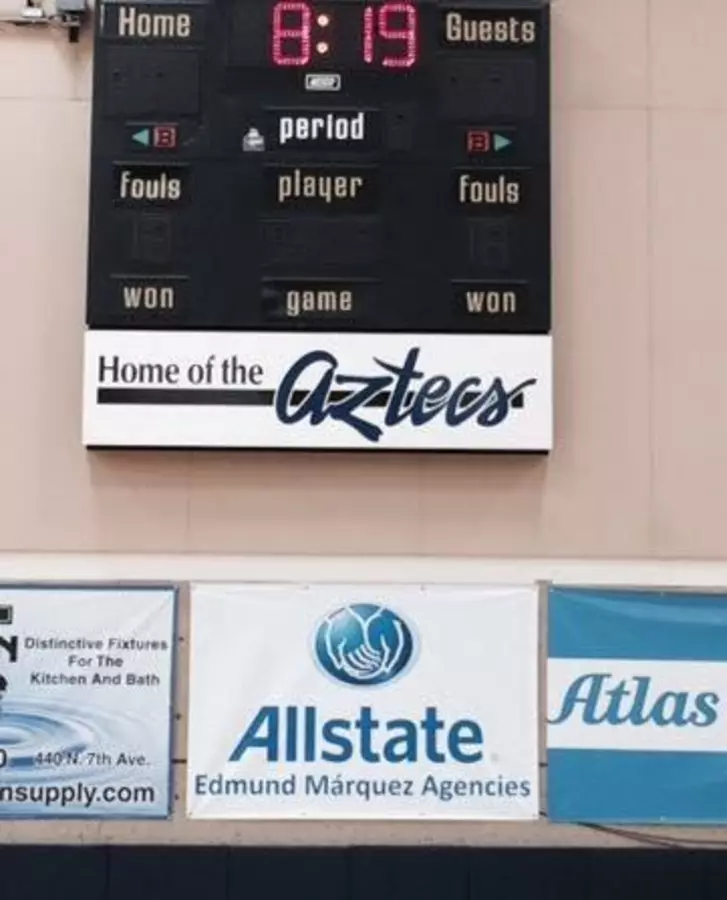 Home 8:19 Guests
period
B B
fouls player fouls
won game won
Home of the Aztecs
Distinctive Fixtures
For The
Kitchen And Bath
440 N. 7th Ave.
nsupply.com
Allstate
Edmund Márquez Agencies
Atlas